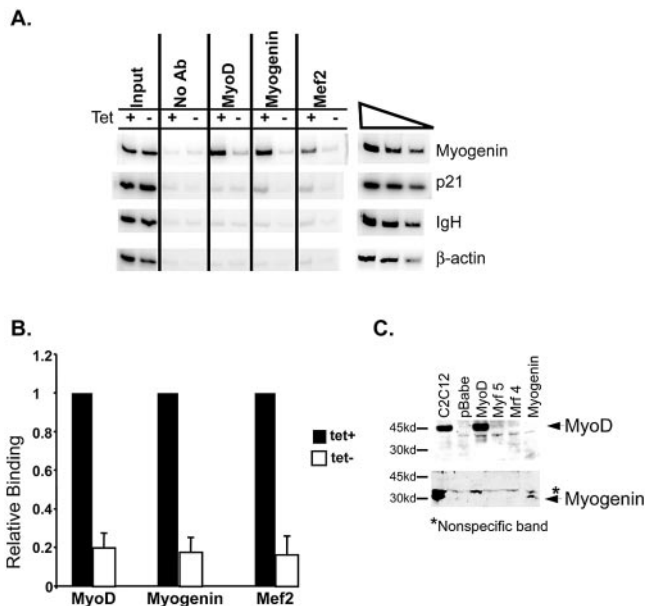 A.
Input No Ab MyoD Myogenin Mef2
Tet + - + - + - + - + -
Myogenin
p21
IgH
β-actin
B.
Relative Binding
1.2
1
0.8
0.6
0.4
0.2
0
MyoD Myogenin Mef2
tet+
tet-
C.
C2C12 pBabe MyoD Myf 5 Mrf 4 Myogenin
45kd
30kd
MyoD
45kd
30kd
*
Myogenin
*Nonspecific band